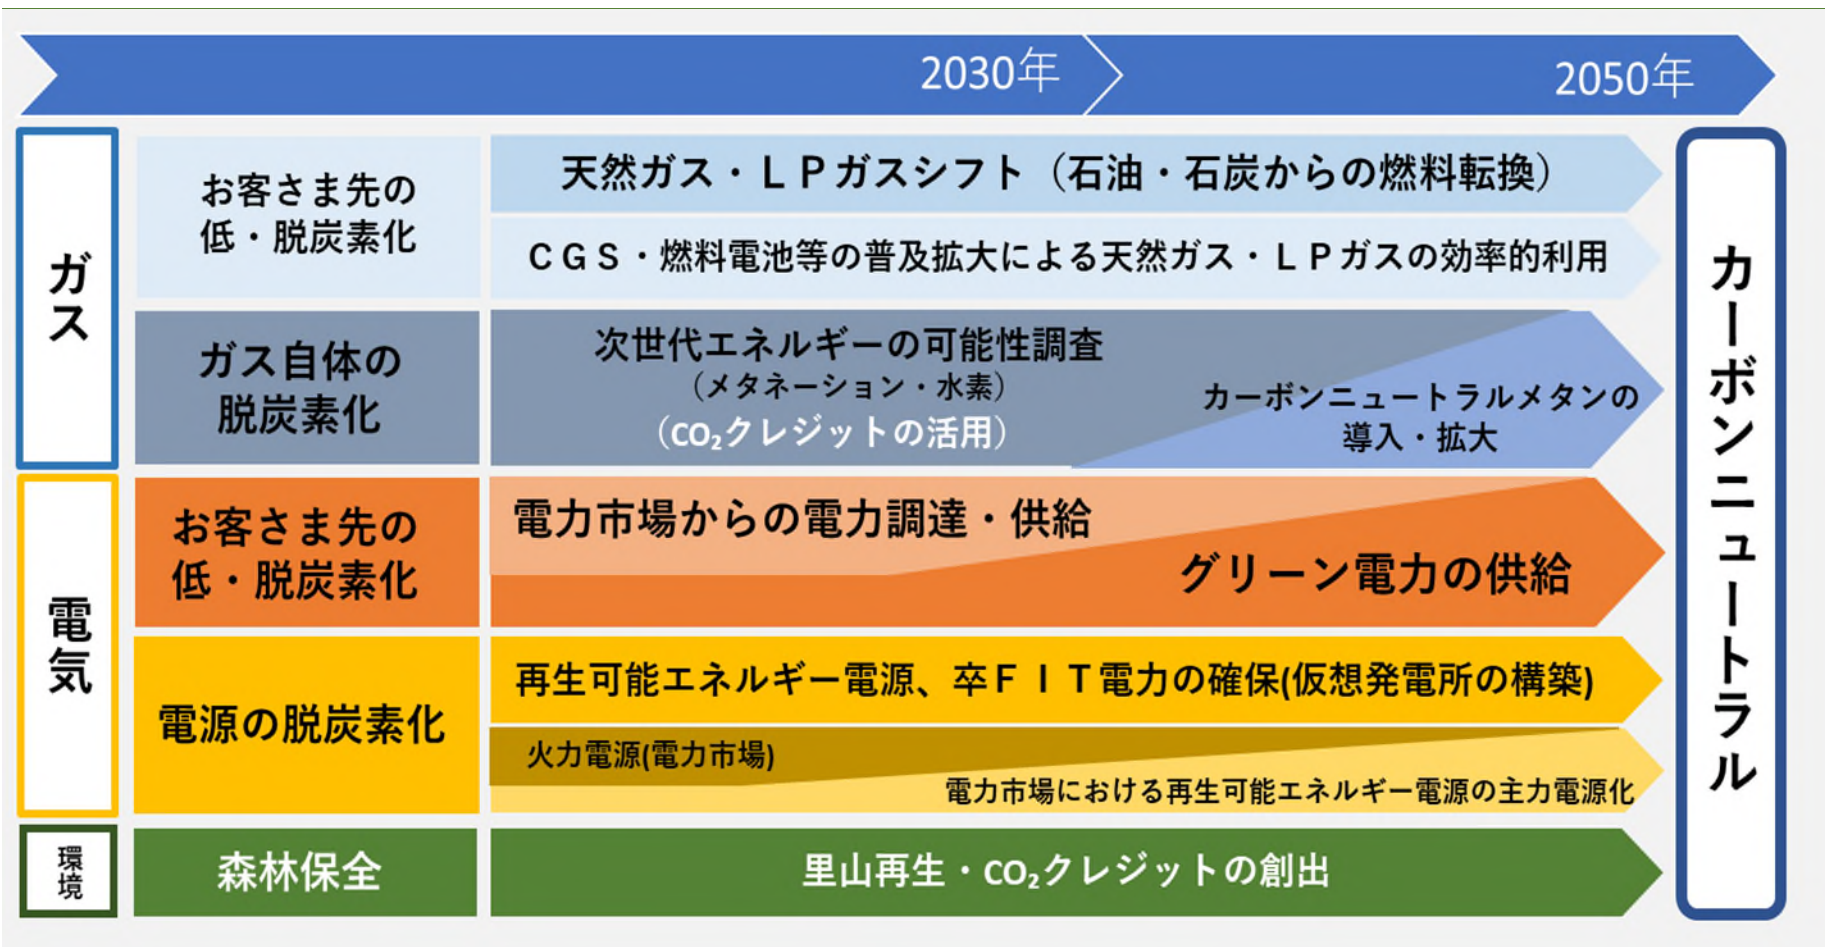 2030年
2050年
ガス
お客さま先の
低・脱炭素化
天然ガス・ＬＰガスシフト（石油・石炭からの燃料転換）
ＣＧＳ・燃料電池等の普及拡大による天然ガス・ＬＰガスの効率的利用
ガス自体の
脱炭素化
次世代エネルギーの可能性調査
（メタネーション・水素）
（CO₂クレジットの活用）
カーボンニュートラルメタンの
導入・拡大
電気
お客さま先の
低・脱炭素化
電力市場からの電力調達・供給
グリーン電力の供給
電源の脱炭素化
再生可能エネルギー電源、卒ＦＩＴ電力の確保(仮想発電所の構築)
火力電源(電力市場)
電力市場における再生可能エネルギー電源の主力電源化
環境
森林保全
里山再生・CO₂クレジットの創出
カーボンニュートラル